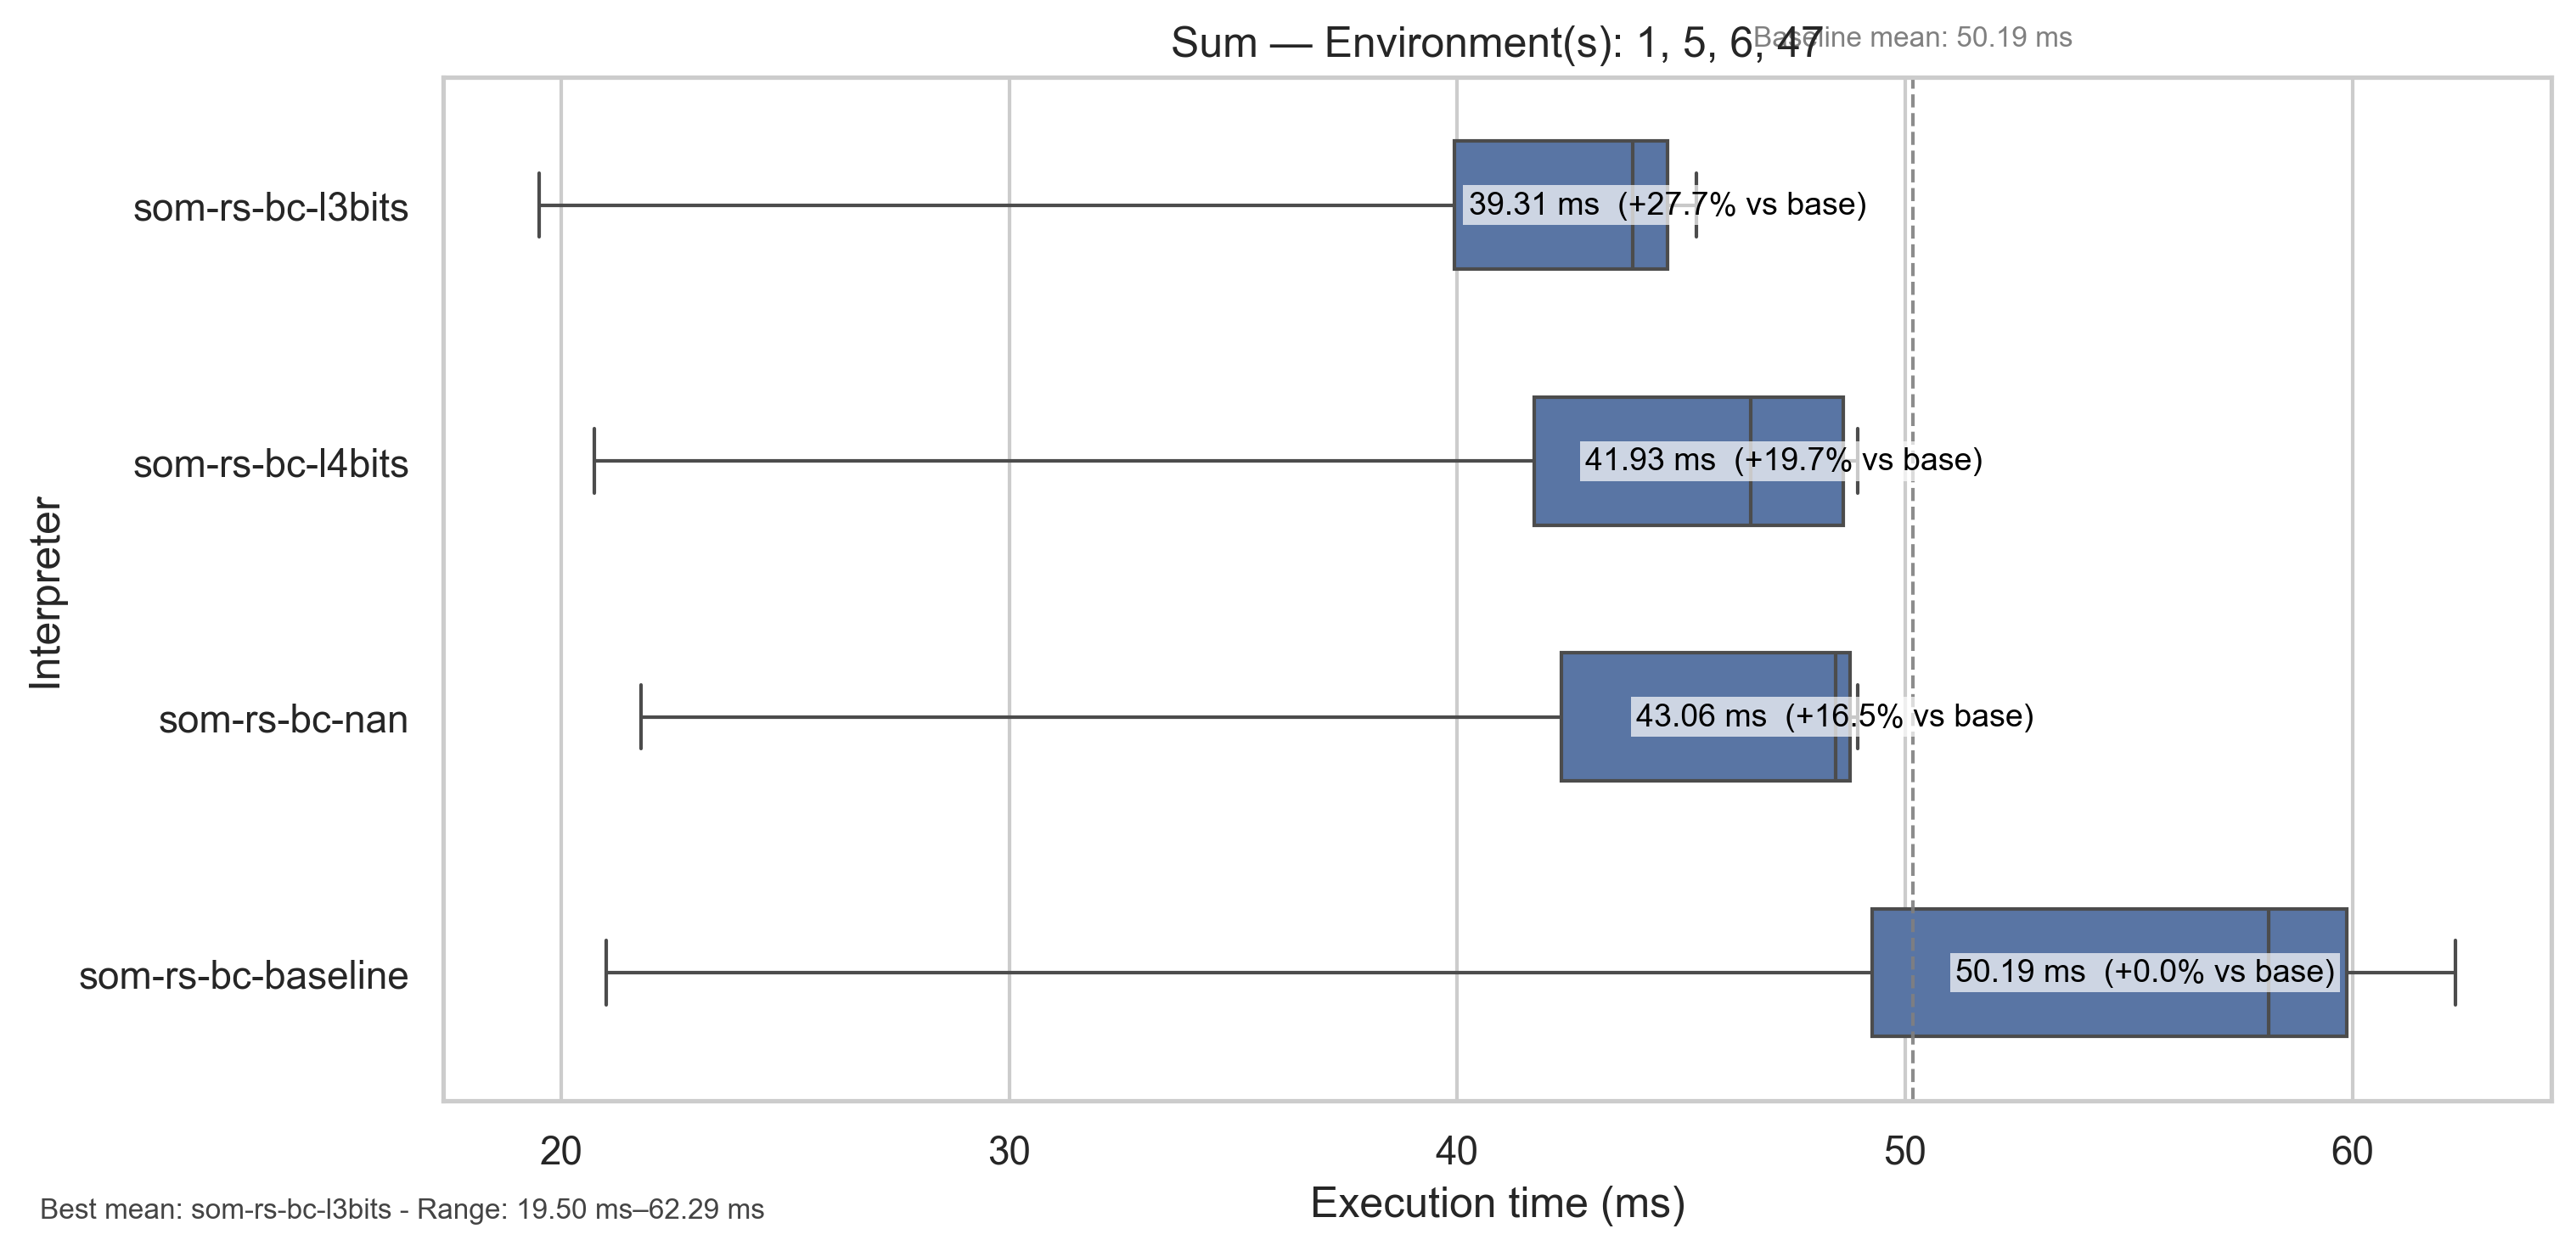 Sum — Environment(s): 1, 5, 6, 47
Baseline mean: 50.19 ms
som-rs-bc-l3bits
39.31 ms (+27.7% vs base)
som-rs-bc-l4bits
41.93 ms (+19.7% vs base)
Interpreter
som-rs-bc-nan
43.06 ms (+16.5% vs base)
som-rs-bc-baseline
50.19 ms (+0.0% vs base)
20 30 40 50 60
Execution time (ms)
Best mean: som-rs-bc-l3bits - Range: 19.50 ms–62.29 ms